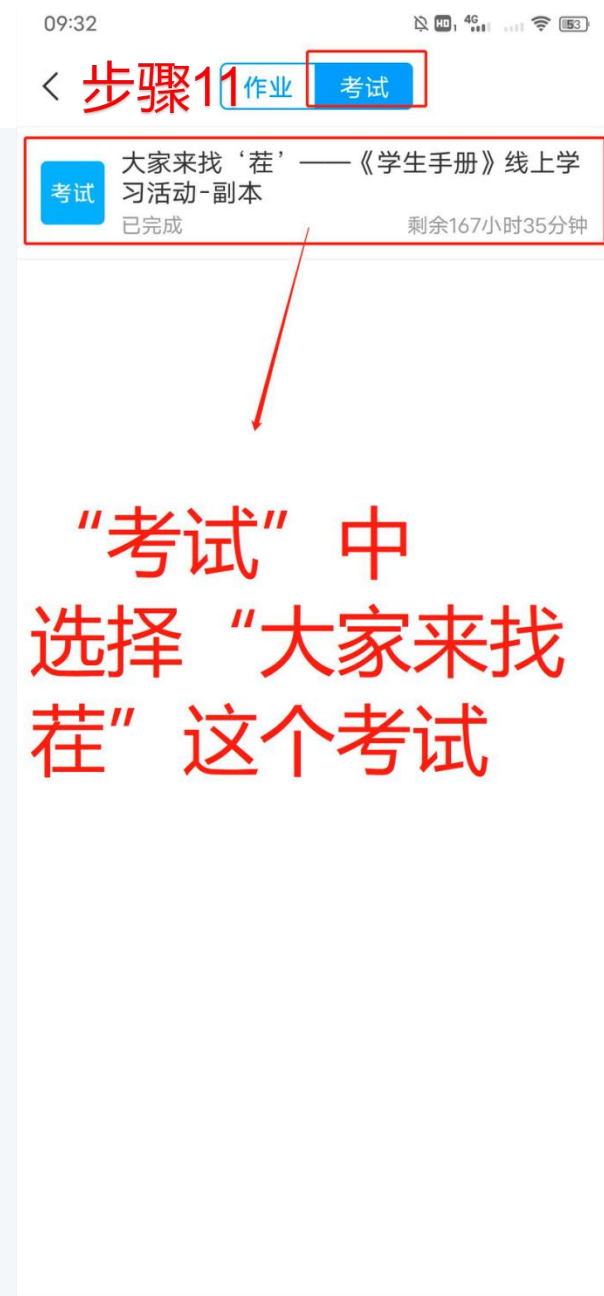 09:32
HD1 4G 53
步骤11
作业 考试
大家来找‘茬’——《学生手册》线上学
考试 习活动-副本
已完成 剩余167小时35分钟
“考试”中
选择“大家来找
茬”这个考试